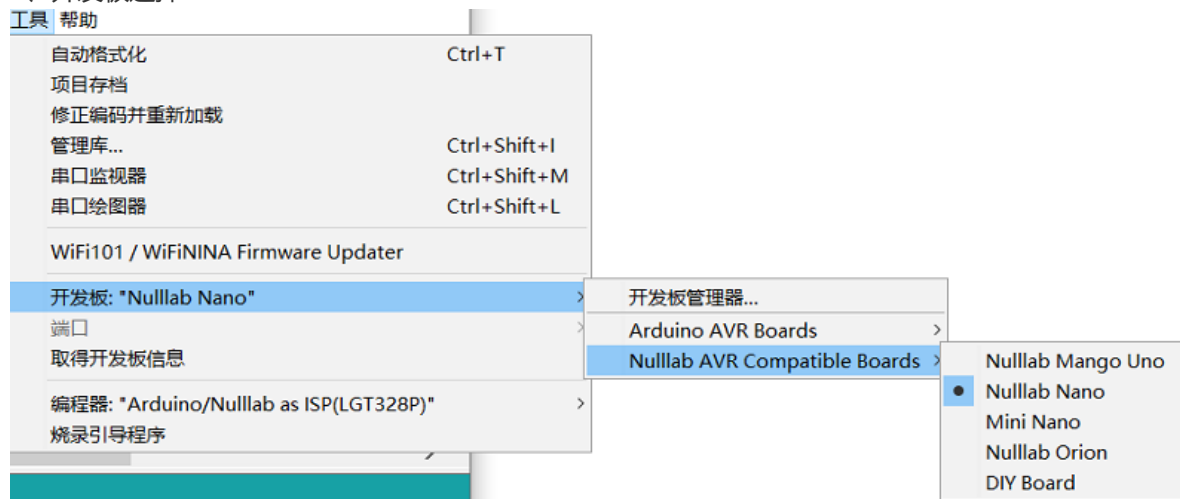 工具 帮助
自动格式化 Ctrl+T
项目存档
修正编码并重新加载
管理库... Ctrl+Shift+I
串口监视器 Ctrl+Shift+M
串口绘图器 Ctrl+Shift+L
WiFi101 / WiFiNINA Firmware Updater
开发板: "Nulllab Nano"
端口
取得开发板信息
编程器: "Arduino/Nulllab as ISP(LGT328P)"
烧录引导程序
开发板管理器...
Arduino AVR Boards
Nulllab AVR Compatible Boards
Nulllab Mango Uno
Nulllab Nano
Mini Nano
Nulllab Orion
DIY Board